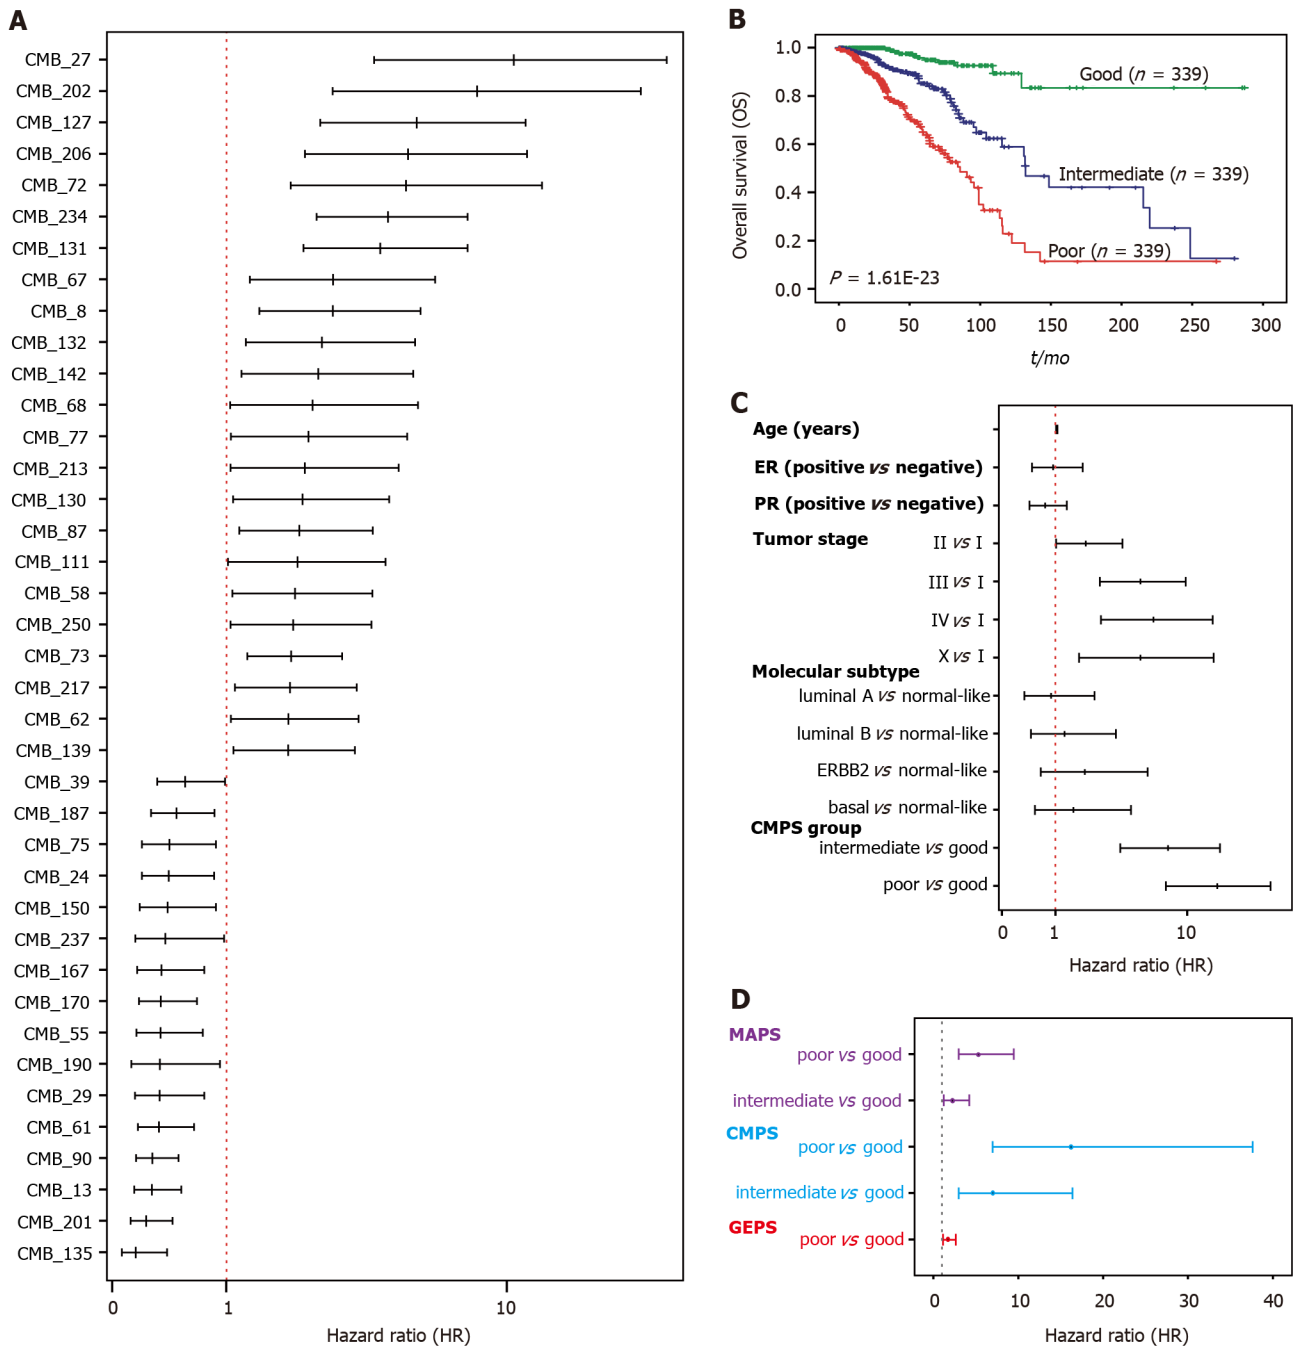 A
CMB_27
CMB_202
CMB_127
CMB_206
CMB_72
CMB_234
CMB_131
CMB_67
CMB_8
CMB_132
CMB_142
CMB_68
CMB_77
CMB_213
CMB_130
CMB_87
CMB_111
CMB_58
CMB_250
CMB_73
CMB_217
CMB_62
CMB_139
CMB_39
CMB_187
CMB_75
CMB_24
CMB_150
CMB_237
CMB_167
CMB_170
CMB_55
CMB_190
CMB_29
CMB_61
CMB_90
CMB_13
CMB_201
CMB_135
0 1 10
Hazard ratio (HR)
B
Overall survival (OS)
1.0
0.8
0.6
0.4
0.2
0.0
Good (n = 339)
Intermediate (n = 339)
Poor (n = 339)
P = 1.61E-23
0 50 100 150 200 250 300
t/mo
C
Age (years)
ER (positive vs negative)
PR (positive vs negative)
Tumor stage
II vs I
III vs I
IV vs I
X vs I
Molecular subtype
luminal A vs normal-like
luminal B vs normal-like
ERBB2 vs normal-like
basal vs normal-like
CMPS group
intermediate vs good
poor vs good
0 1 10
Hazard ratio (HR)
D
MAPS
poor vs good
intermediate vs good
CMPS
poor vs good
intermediate vs good
GEPS
poor vs good
0 10 20 30 40
Hazard ratio (HR)